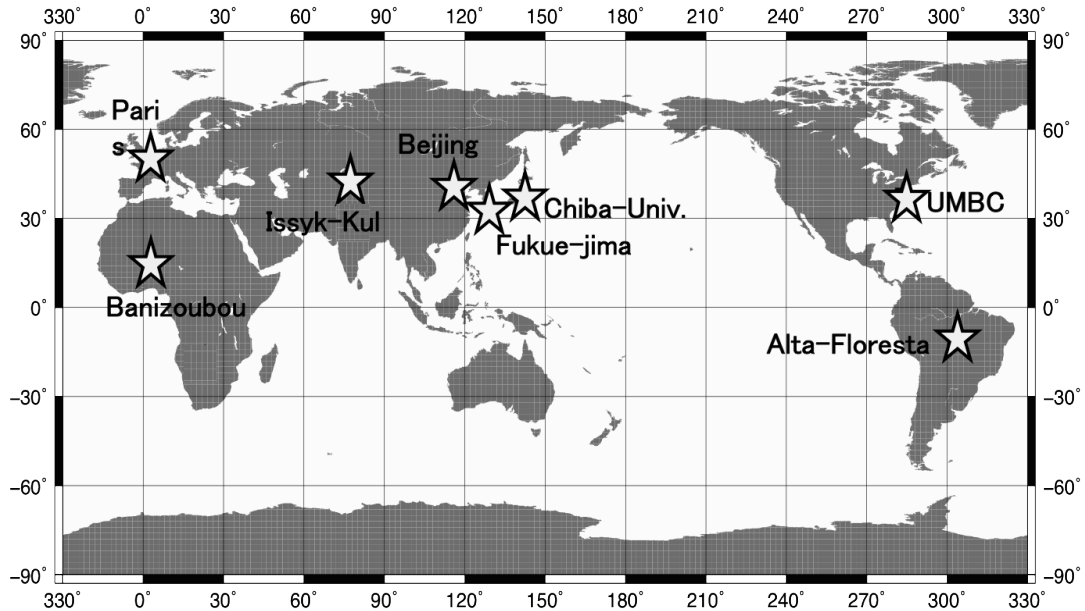 330° 0° 30° 60° 90° 120° 150° 180° 210° 240° 270° 300° 330°
90° 90°
Pari
s
60° 60°
Beijing
Issyk-Kul
Chiba-Univ.
UMBC
30° 30°
Fukue-jima
Banizoubou
0° 0°
Alta-Floresta
-30° -30°
-60° -60°
-90° -90°
330° 0° 30° 60° 90° 120° 150° 180° 210° 240° 270° 300° 330°